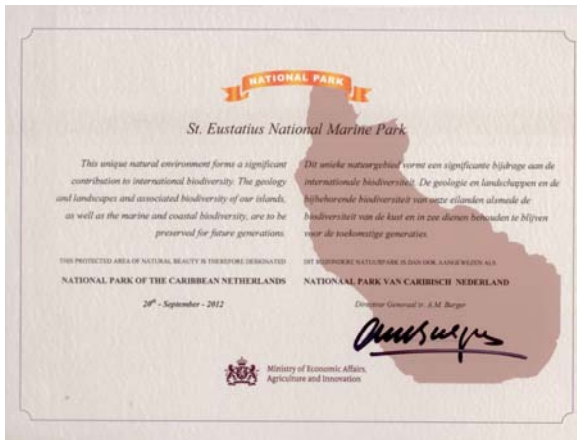 NATIONAL PARK
St. Eustatius National Marine Park
This unique natural environment forms a significant
contribution to international biodiversity. The geology
and landscapes and associated biodiversity of our islands,
as well as the marine and coastal biodiversity, are to be
preserved for future generations.
THIS PROTECTED AREA OF NATURAL BEAUTY IS THEREFORE DESIGNATED
NATIONAL PARK OF THE CARIBBEAN NETHERLANDS
20th - September - 2012
Dit unieke natuurgebied vormt een significante bijdrage aan de
internationale biodiversiteit. De geologie en landschappen en de
bijbehorende biodiversiteit van onze eilanden alsmede de
biodiversiteit van de kust en in zee dienen behouden te blijven
voor de toekomstige generaties.
DIT BIJZONDERE NATUURPARK IS DAN OOK AANGEWEZEN ALS
NATIONAAL PARK VAN CARIBISCH NEDERLAND
Directeur Generaal ir. A.M. Burger
Ministry of Economic Affairs,
Agriculture and Innovation